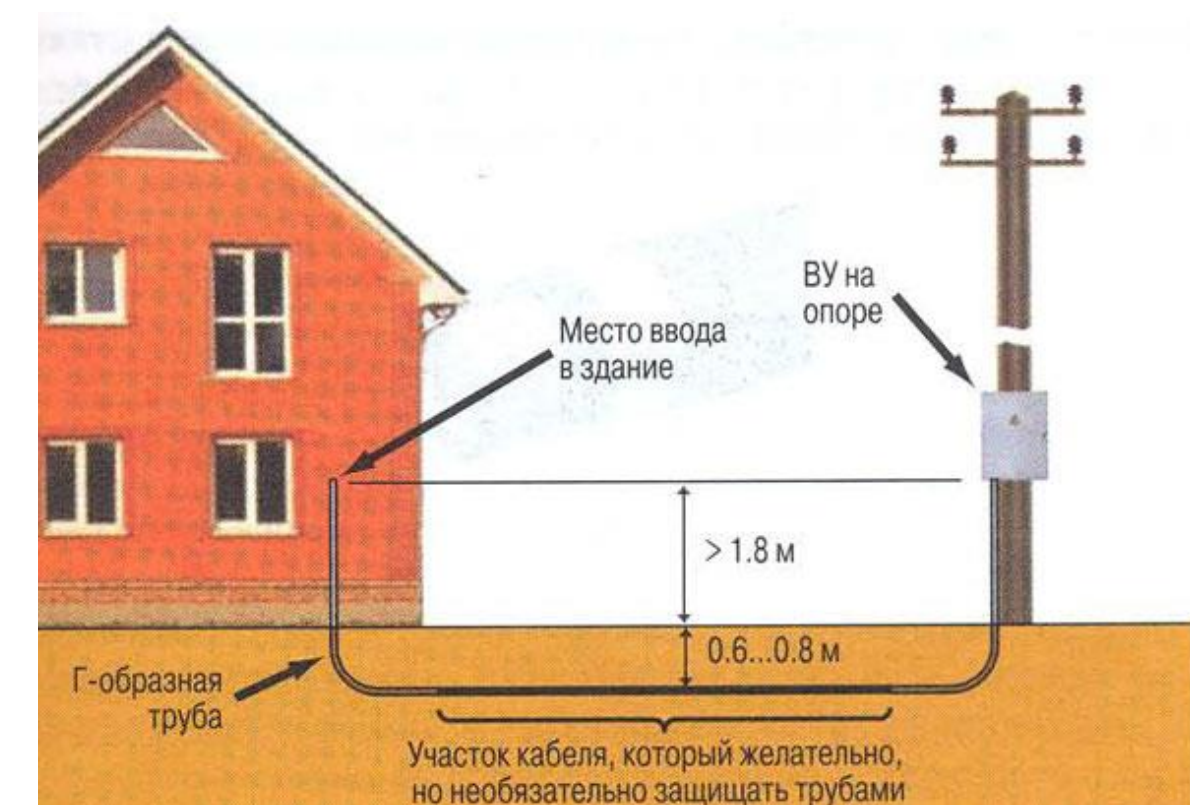 ВУ на
опоре
Место ввода
в здание
> 1.8 м
0.6...0.8 м
Г-образная
труба
Участок кабеля, который желательно,
но необязательно защищать трубами